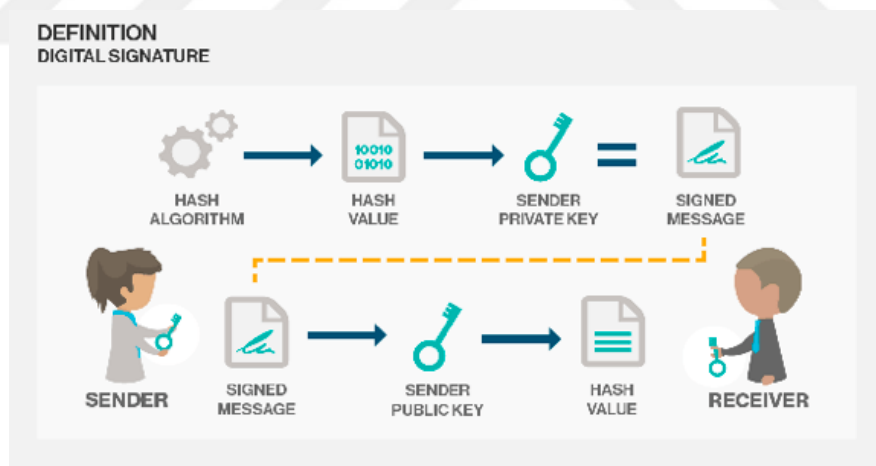 DEFINITION
DIGITAL SIGNATURE
10010
01010
HASH
ALGORITHM
HASH
VALUE
SENDER
PRIVATE KEY
SIGNED
MESSAGE
SENDER
SIGNED
MESSAGE
SENDER
PUBLIC KEY
HASH
VALUE
RECEIVER